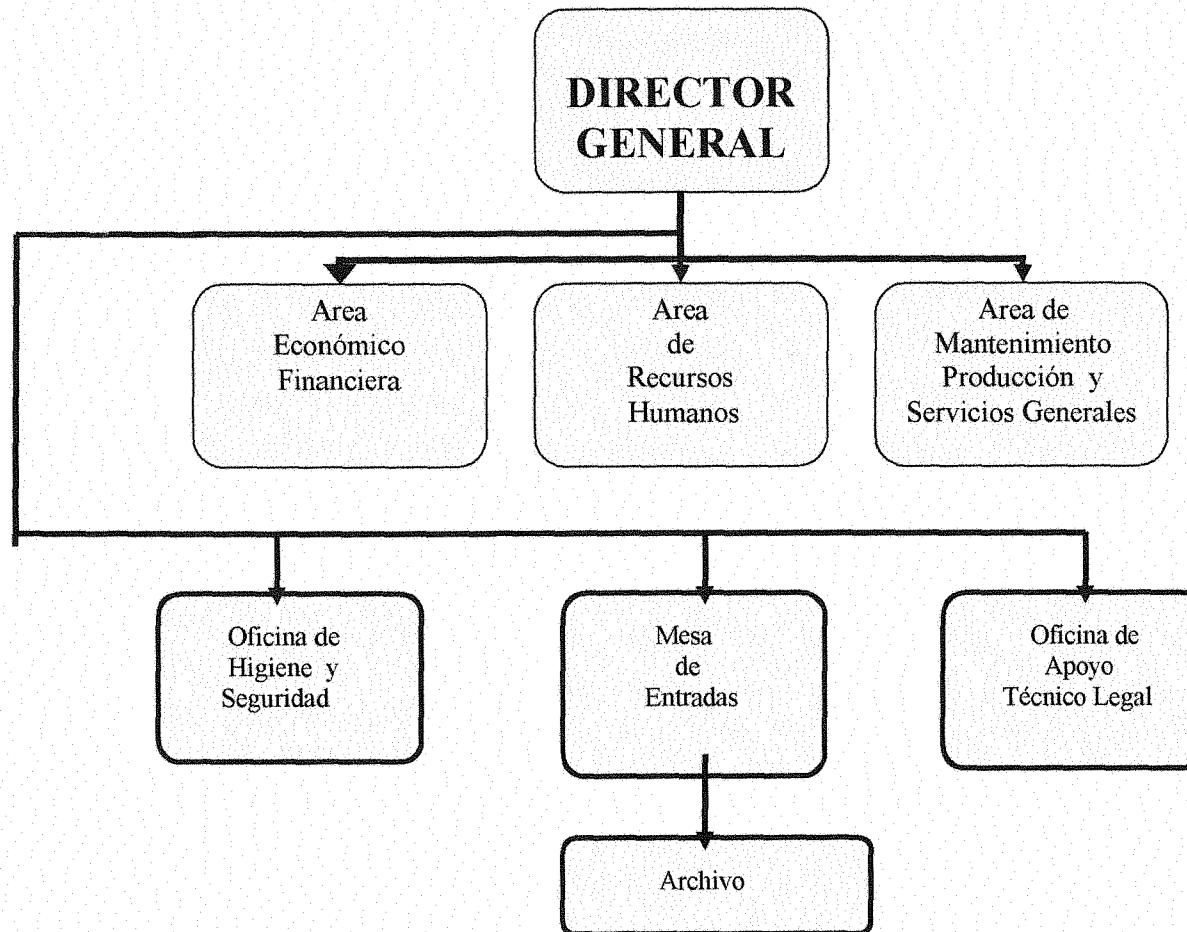 DIRECTOR
GENERAL
Area
Económico
Financiera
Area
de
Recursos
Humanos
Area de
Mantenimiento
Producción y
Servicios Generales
Oficina de
Higiene y
Seguridad
Mesa
de
Entradas
Oficina de
Apoyo
Técnico Legal
Archivo